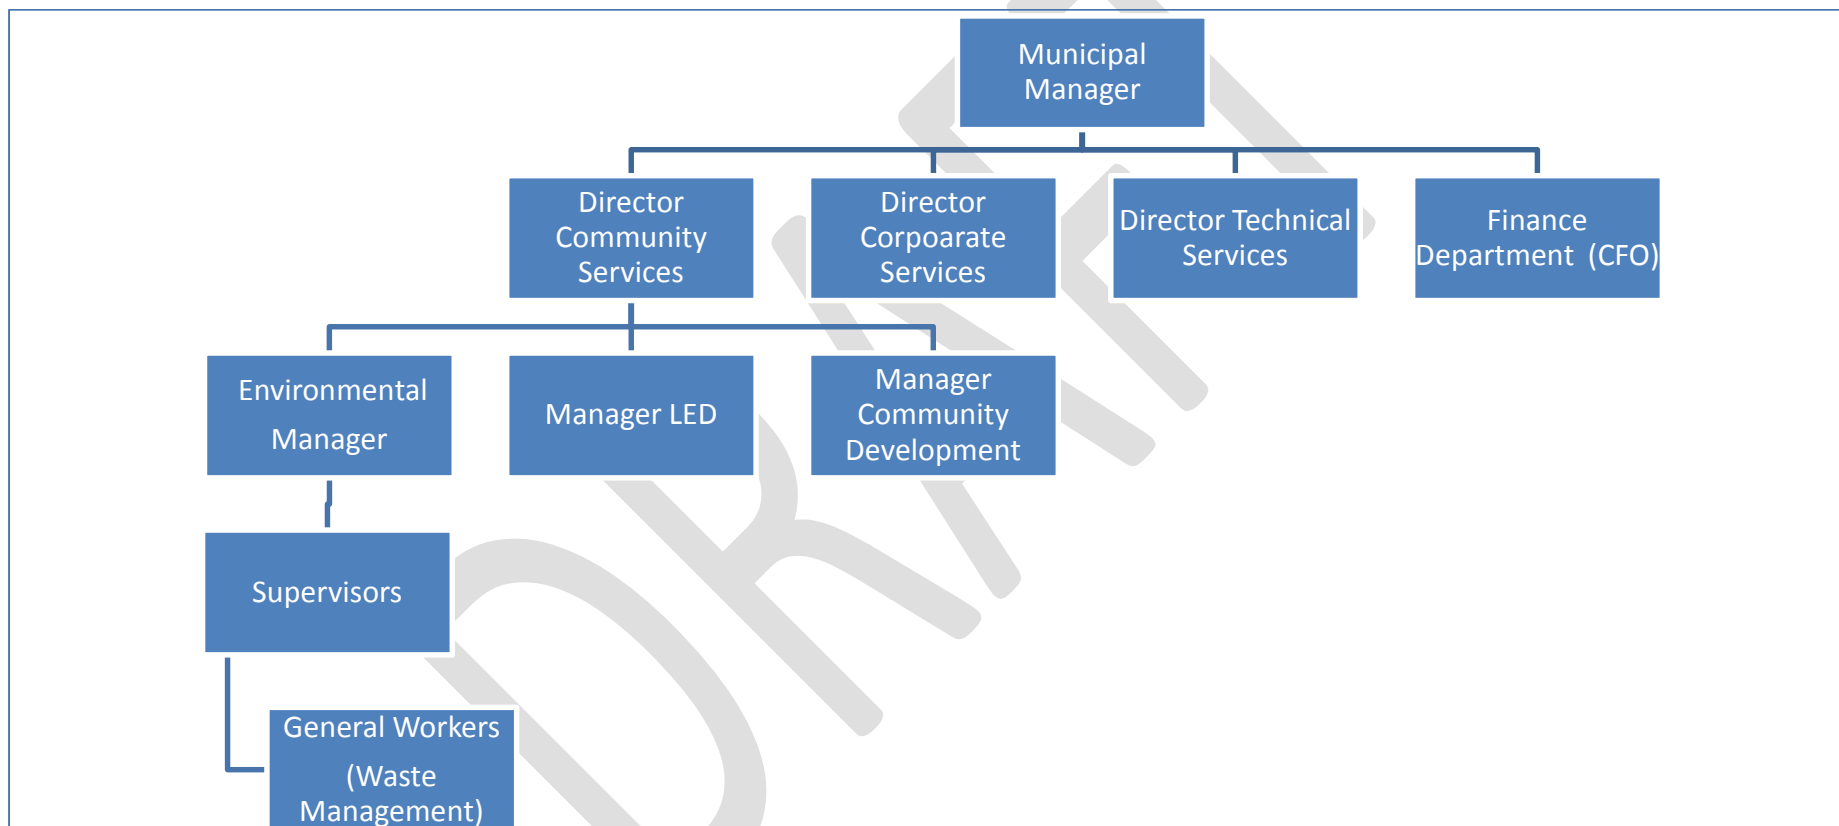 Municipal
Manager
Director
Community
Services
Director
Corpoarate
Services
Director Technical
Services
Finance
Department (CFO)
Environmental
Manager
Manager LED
Manager
Community
Development
Supervisors
General Workers
(Waste
Management)
DRAFT